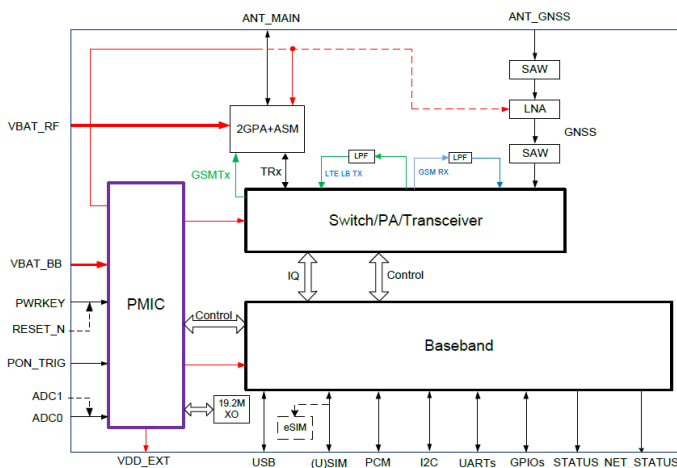 ANT_MAIN
ANT_GNSS
SAW
VBAT_RF
2GPA+ASM
LNA
GNSS
GSMTx
TRx
LPF
LTE LB TX
LPF
GSM RX
SAW
Switch/PA/Transceiver
VBAT_BB
IQ
Control
PWRKEY
RESET_N
PMIC
Control
Baseband
PON_TRIG
ADC1
ADC0
19.2M
XO
eSIM
VDD_EXT
USB
(U)SIM
PCM
I2C
UARTs
GPIOs
STATUS
NET_STATUS